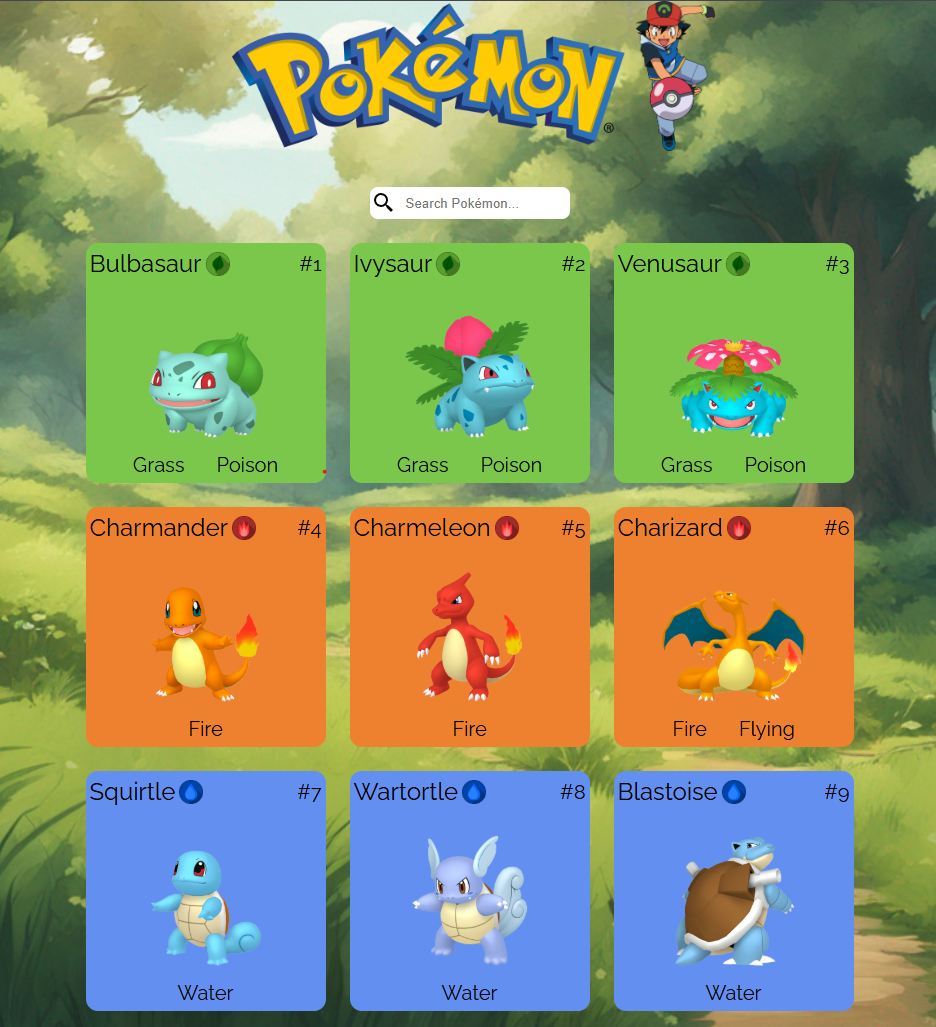 POKéMON
®
Search Pokémon...
Bulbasaur #1
Ivysaur #2
Venusaur #3
Grass Poison
Grass Poison
Grass Poison
Charmander #4
Charmeleon #5
Charizard #6
Fire
Fire
Fire Flying
Squirtle #7
Wartortle #8
Blastoise #9
Water
Water
Water